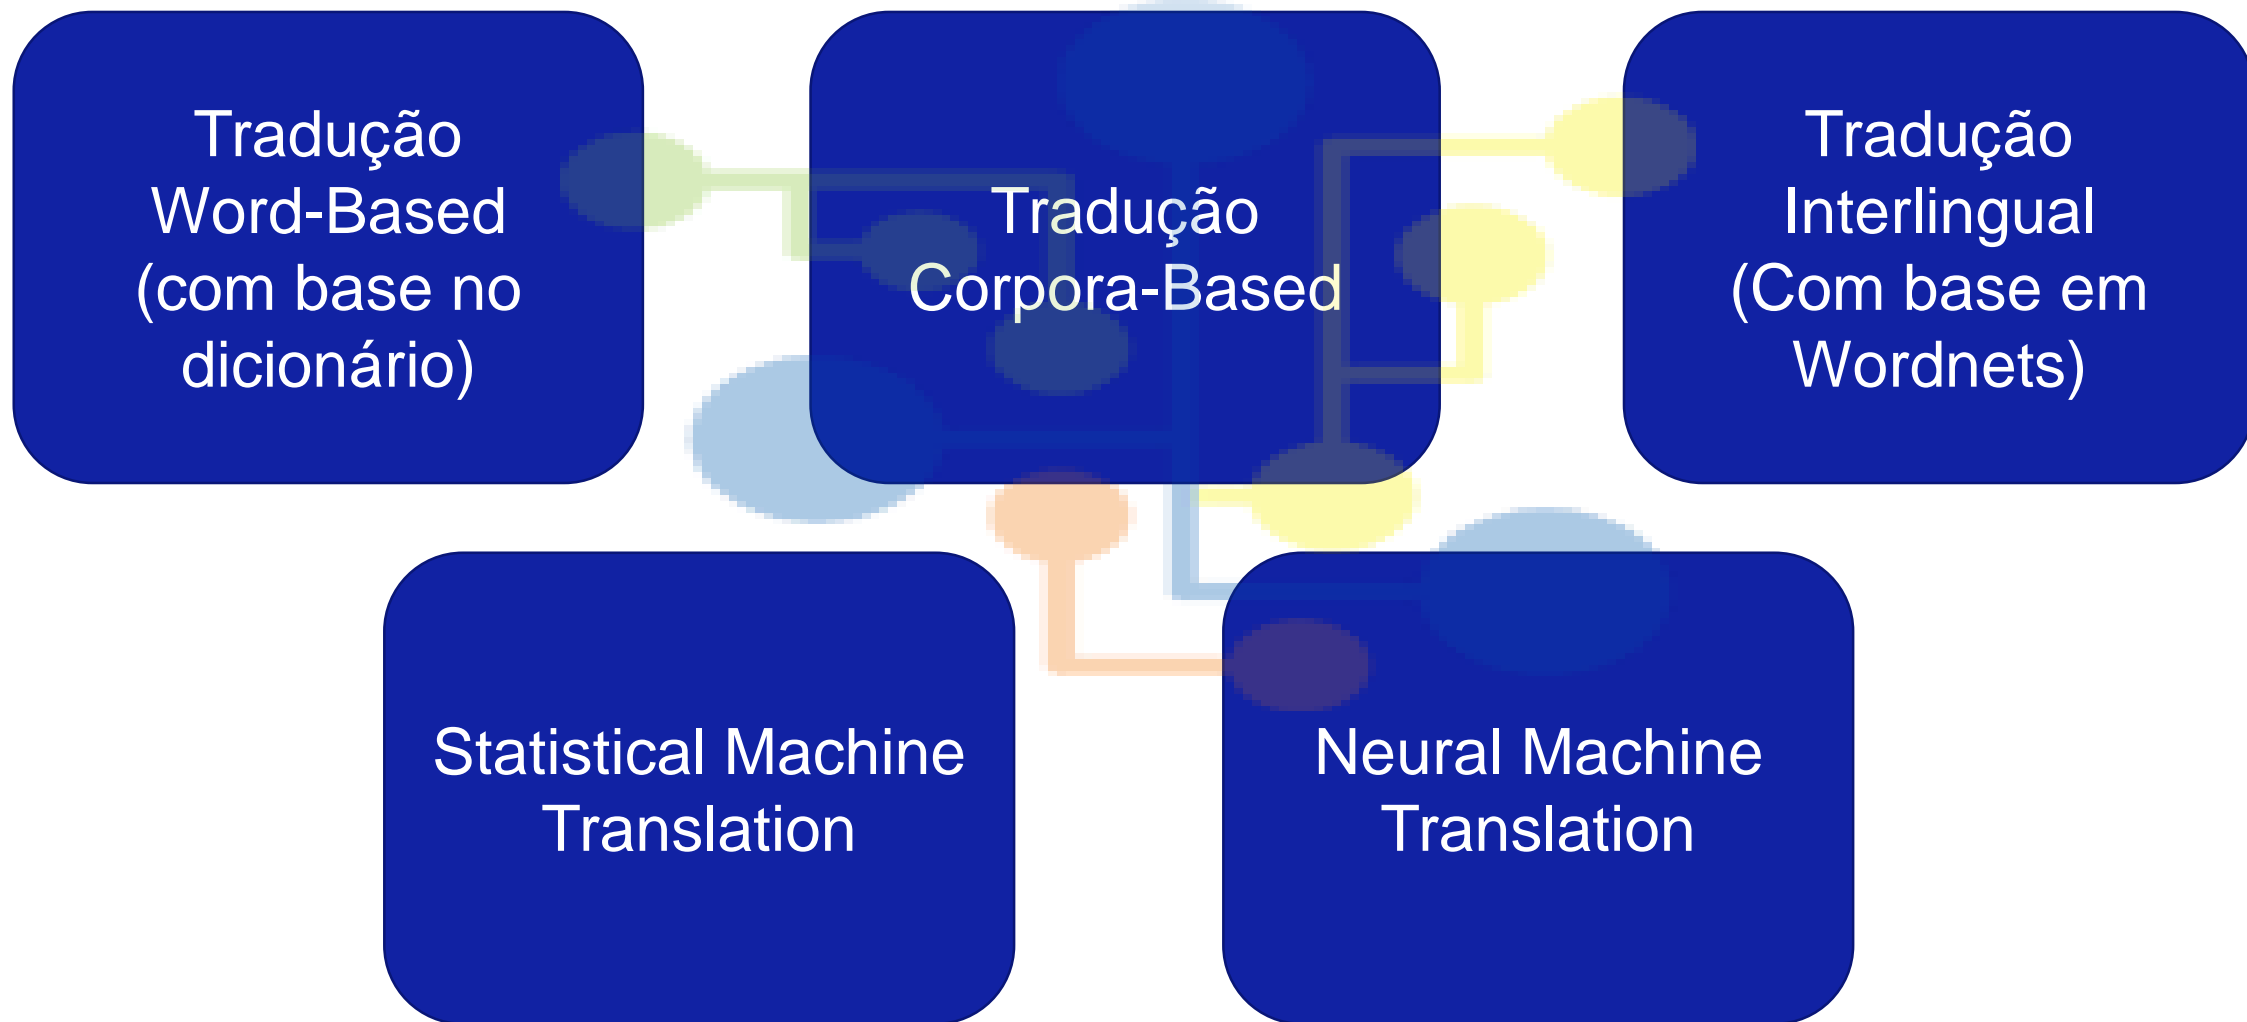 Tradução
Word-Based
(com base no
dicionário)
Tradução
Corpora-Based
Tradução
Interlingual
(Com base em
Wordnets)
Statistical Machine
Translation
Neural Machine
Translation